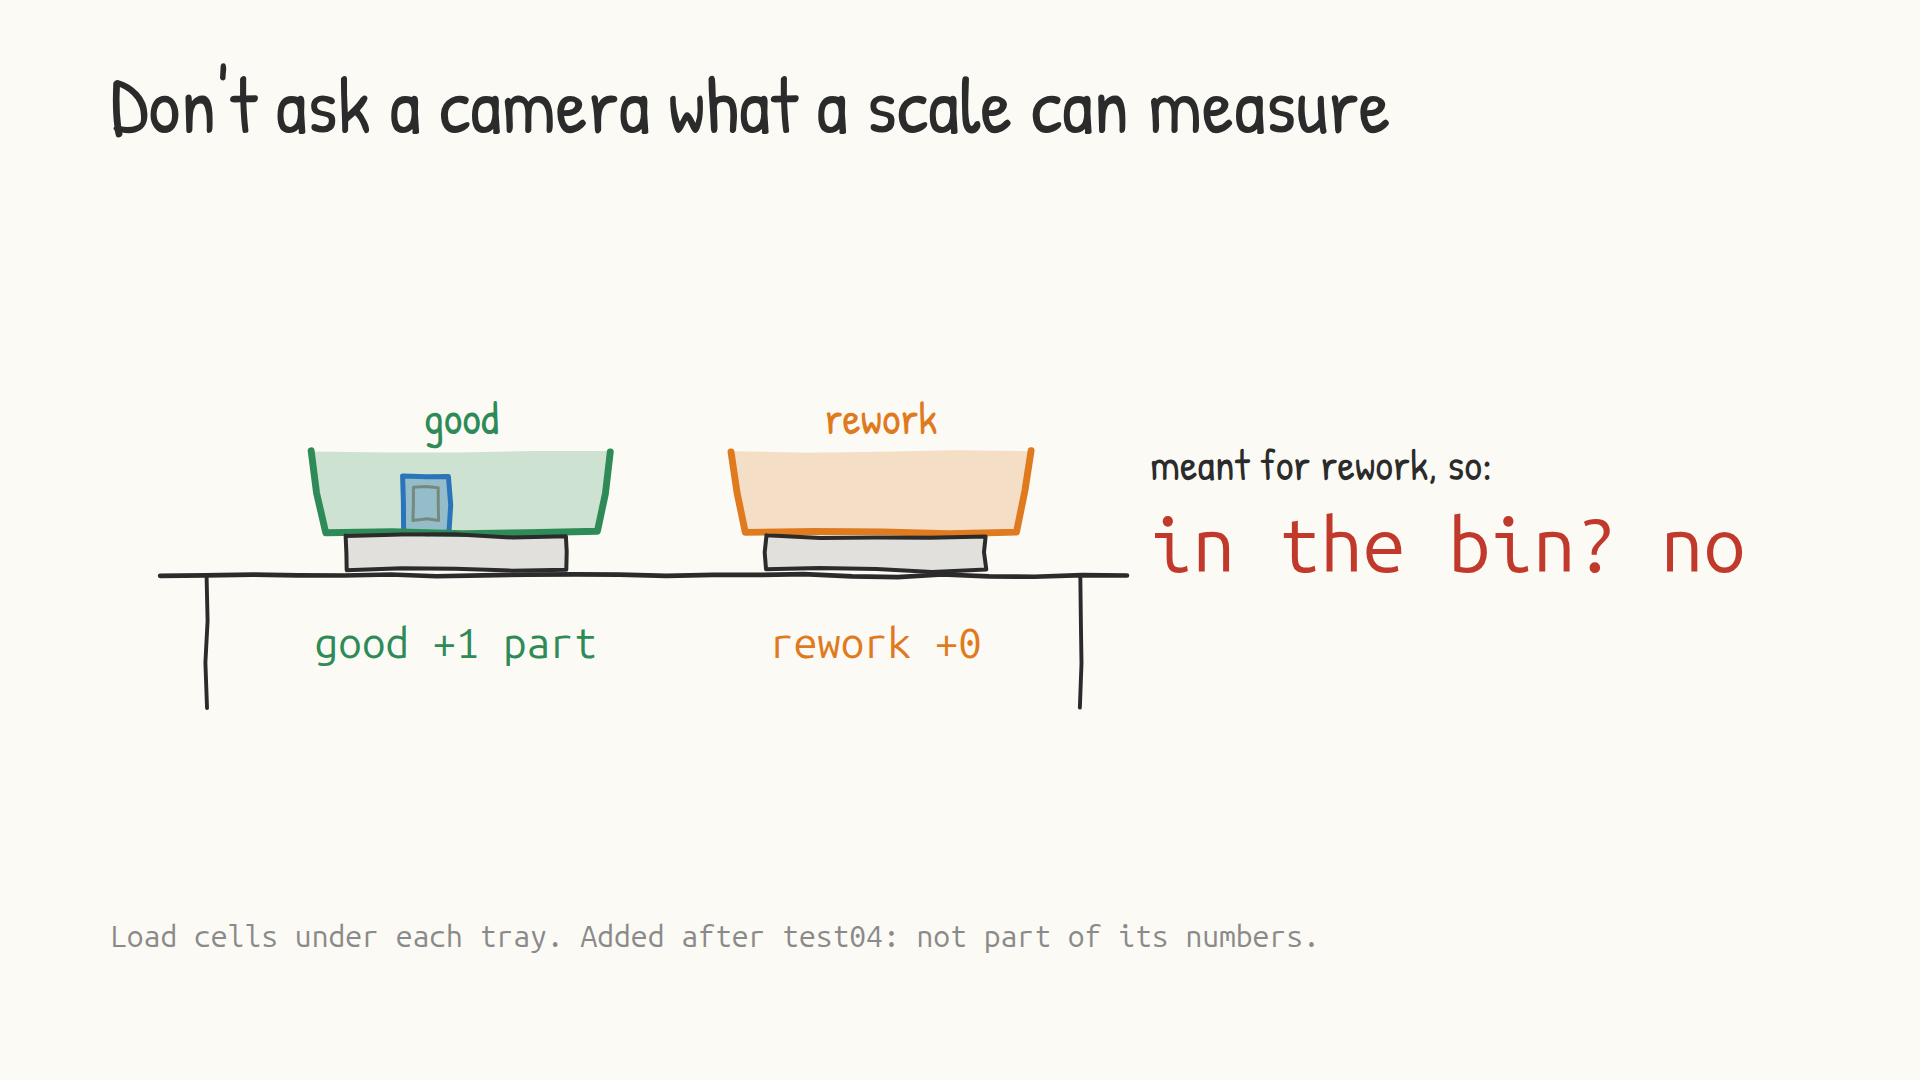 Don't ask a camera what a scale can measure
good
rework
meant for rework, so:
in the bin? no
good +1 part
rework +0
Load cells under each tray. Added after test04: not part of its numbers.